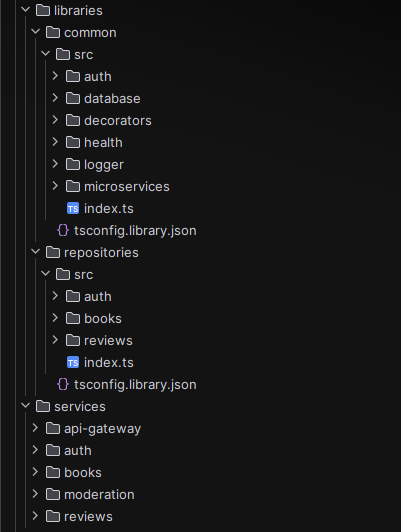 libraries
common
src
auth
database
decorators
health
logger
microservices
TS index.ts
{} tsconfig.library.json
repositories
src
auth
books
reviews
TS index.ts
{} tsconfig.library.json
services
api-gateway
auth
books
moderation
reviews